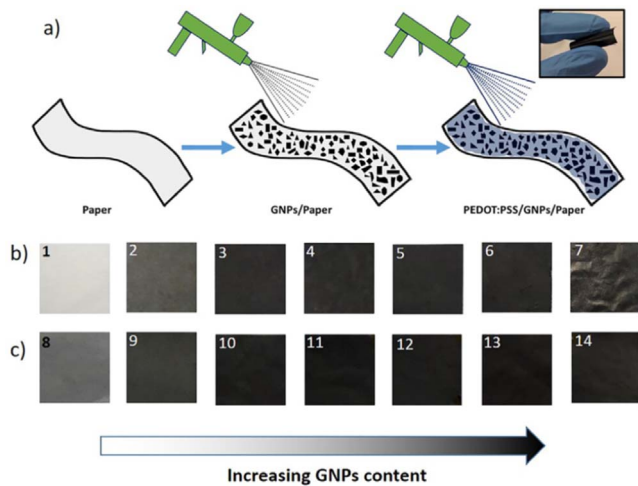 a)
Paper
GNPs/Paper
PEDOT:PSS/GNPs/Paper
b)
1 2 3 4 5 6 7
c)
8 9 10 11 12 13 14
Increasing GNPs content